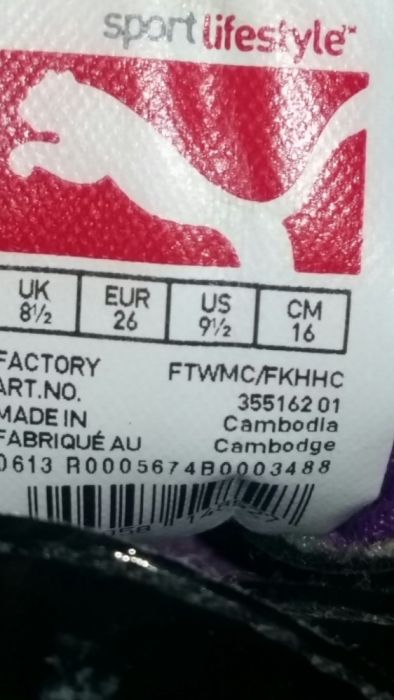 sport lifestyle™
UK EUR US CM
8½ 26 9½ 16
FACTORY FTWMC/FKHHC
ART.NO. 355162 01
MADE IN Cambodia
FABRIQUÉ AU Cambodge
0613 R0005674B0003488